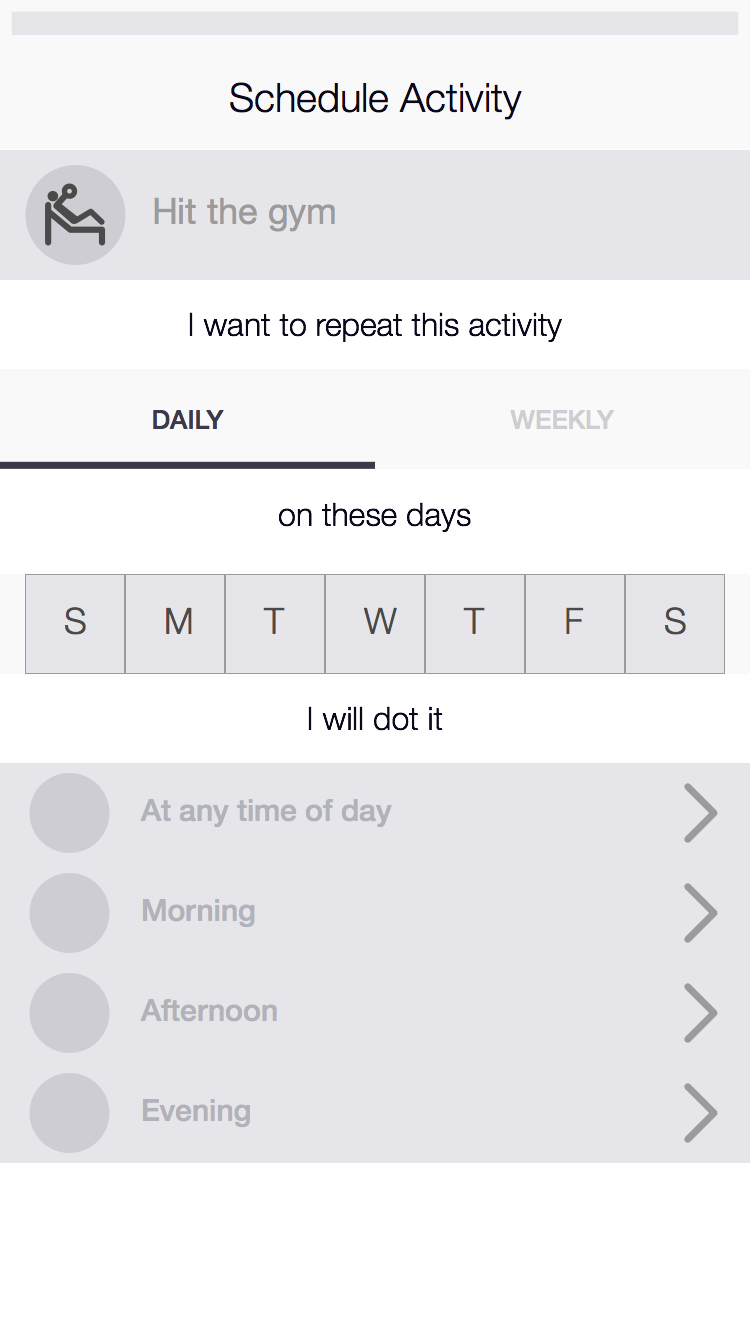 Schedule Activity
Hit the gym
I want to repeat this activity
DAILY WEEKLY
on these days
S M T W T F S
I will dot it
At any time of day
Morning
Afternoon
Evening